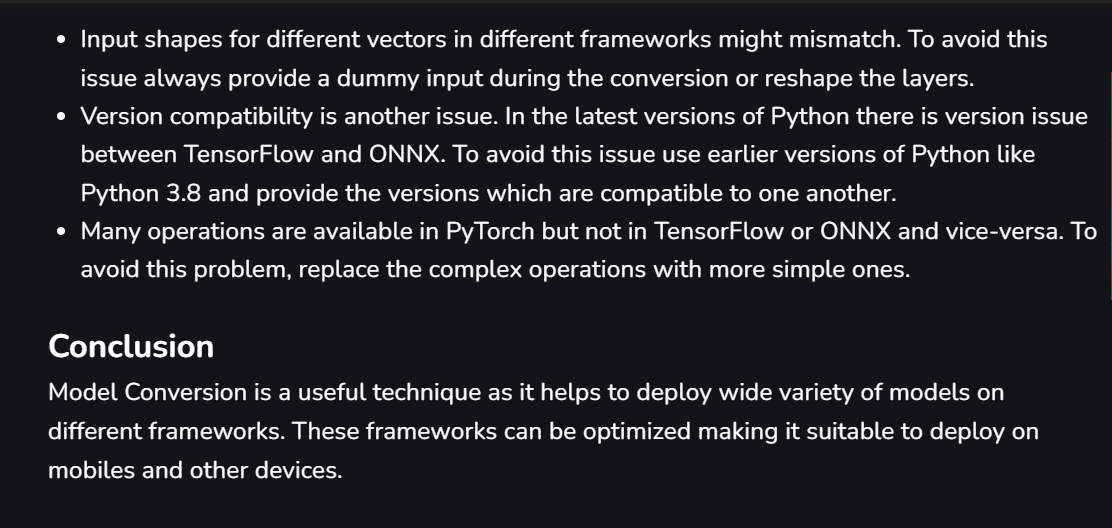 • Input shapes for different vectors in different frameworks might mismatch. To avoid this
issue always provide a dummy input during the conversion or reshape the layers.
• Version compatibility is another issue. In the latest versions of Python there is version issue
between TensorFlow and ONNX. To avoid this issue use earlier versions of Python like
Python 3.8 and provide the versions which are compatible to one another.
• Many operations are available in PyTorch but not in TensorFlow or ONNX and vice-versa. To
avoid this problem, replace the complex operations with more simple ones.
Conclusion
Model Conversion is a useful technique as it helps to deploy wide variety of models on
different frameworks. These frameworks can be optimized making it suitable to deploy on
mobiles and other devices.